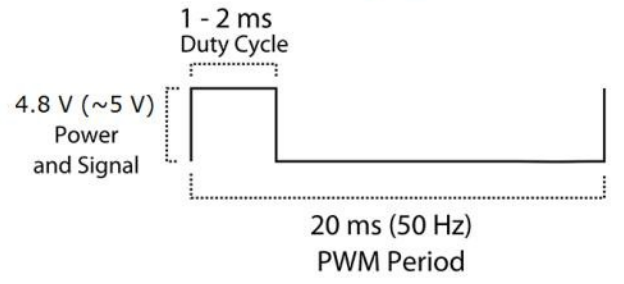 1 - 2 ms
Duty Cycle
4.8 V (~5 V)
Power
and Signal
20 ms (50 Hz)
PWM Period